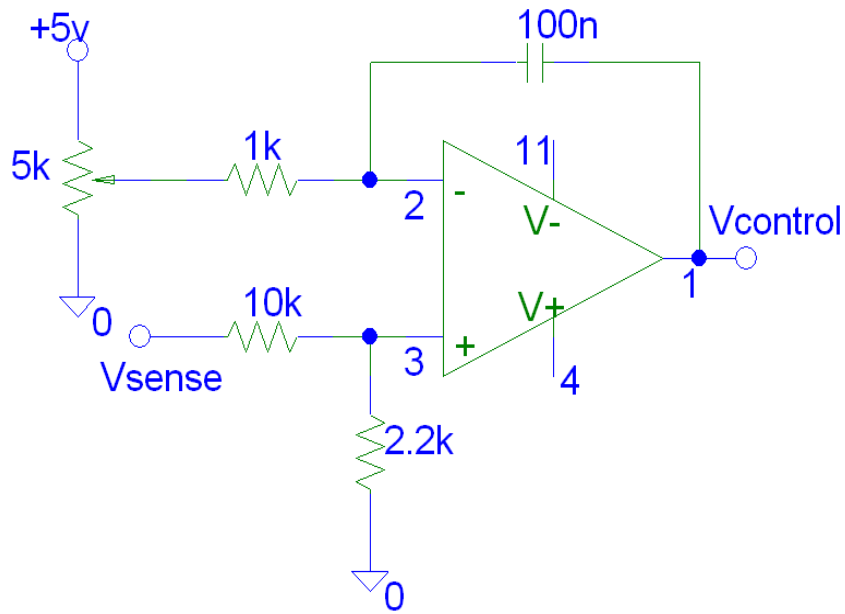 100n
+5v
1k
11
5k
2
-
V-
Vcontrol
1
10k
V+
0
3
+
Vsense
4
2.2k
0